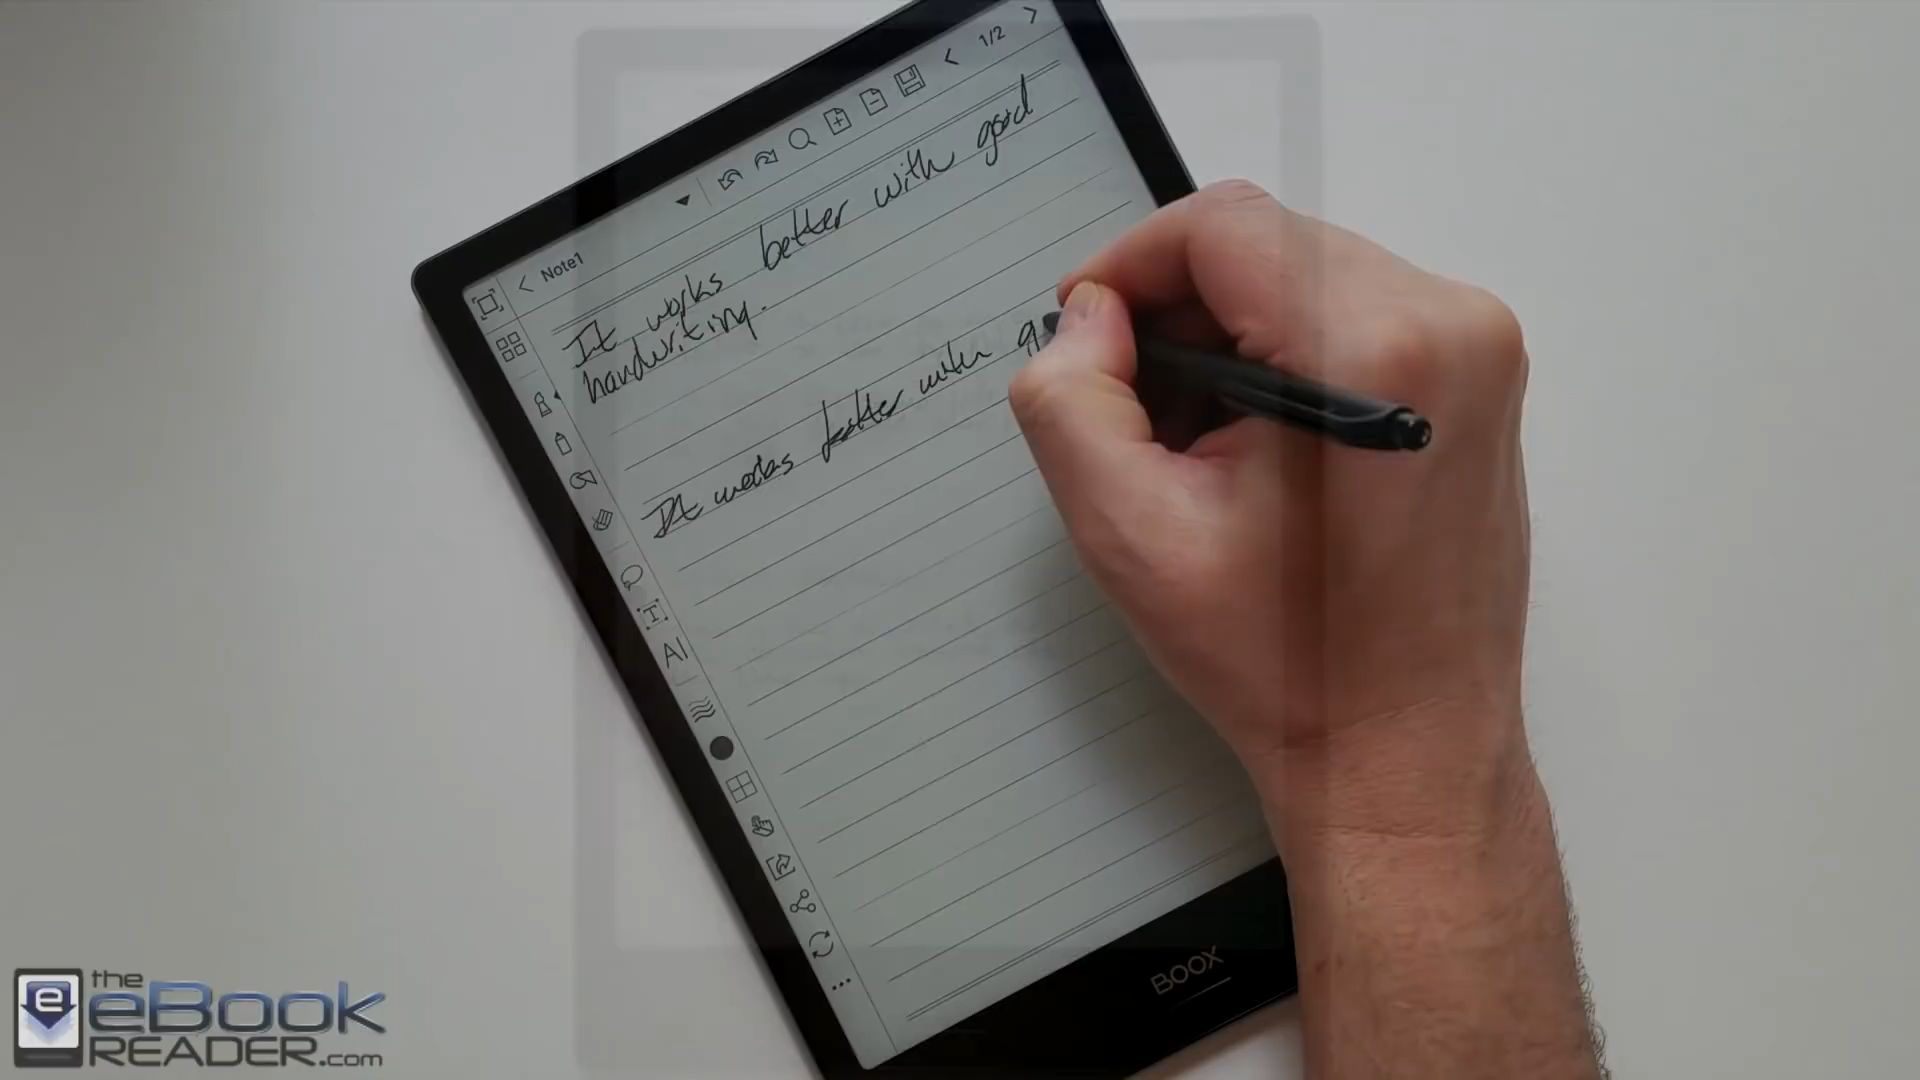 1/2
Note1
It works better with good
handwriting.
It works better with g
AI
BOOX
the
eBook
READER.com